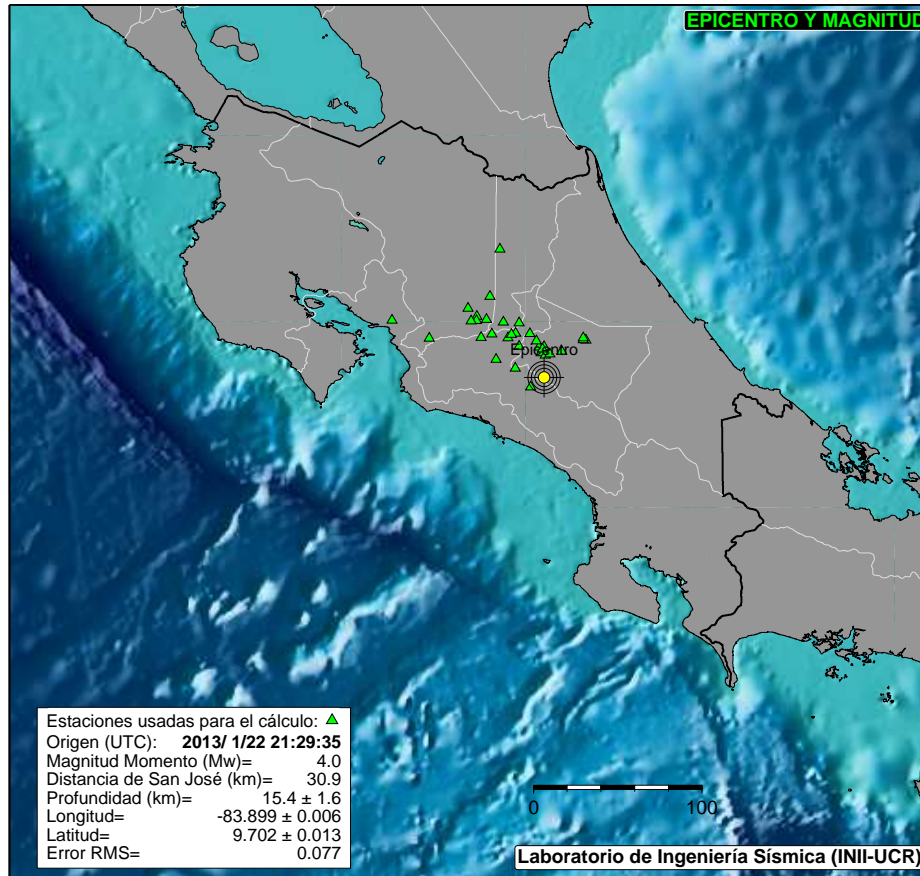 EPICENTRO Y MAGNITUD
Epicentro
Estaciones usadas para el cálculo:
Origen (UTC): 2013/ 1/22 21:29:35
Magnitud Momento (Mw)= 4.0
Distancia de San José (km)= 30.9
Profundidad (km)= 15.4 ± 1.6
Longitud= -83.899 ± 0.006
Latitud= 9.702 ± 0.013
Error RMS= 0.077
0 100
Laboratorio de Ingeniería Sísmica (INII-UCR)